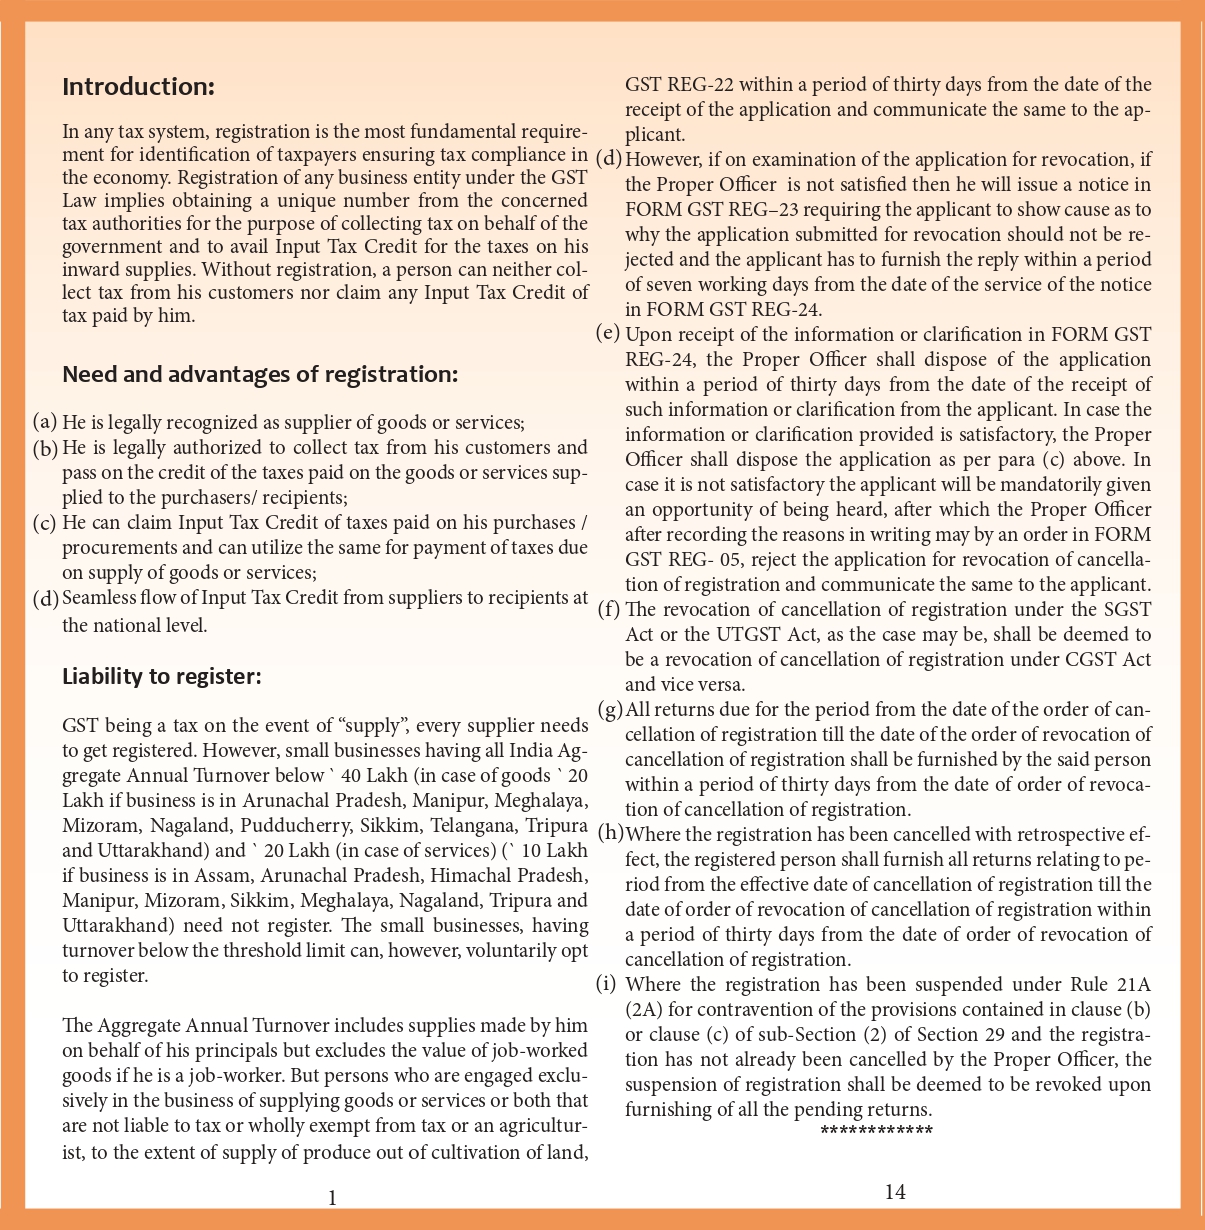 Introduction:
In any tax system, registration is the most fundamental require-
ment for identification of taxpayers ensuring tax compliance in
the economy. Registration of any business entity under the GST
Law implies obtaining a unique number from the concerned
tax authorities for the purpose of collecting tax on behalf of the
government and to avail Input Tax Credit for the taxes on his
inward supplies. Without registration, a person can neither col-
lect tax from his customers nor claim any Input Tax Credit of
tax paid by him.
Need and advantages of registration:
(a) He is legally recognized as supplier of goods or services;
(b) He is legally authorized to collect tax from his customers and
pass on the credit of the taxes paid on the goods or services sup-
plied to the purchasers/ recipients;
(c) He can claim Input Tax Credit of taxes paid on his purchases /
procurements and can utilize the same for payment of taxes due
on supply of goods or services;
(d) Seamless flow of Input Tax Credit from suppliers to recipients at
the national level.
Liability to register:
GST being a tax on the event of “supply”, every supplier needs
to get registered. However, small businesses having all India Ag-
gregate Annual Turnover below ` 40 Lakh (in case of goods ` 20
Lakh if business is in Arunachal Pradesh, Manipur, Meghalaya,
Mizoram, Nagaland, Pudducherry, Sikkim, Telangana, Tripura
and Uttarakhand) and ` 20 Lakh (in case of services) (` 10 Lakh
if business is in Assam, Arunachal Pradesh, Himachal Pradesh,
Manipur, Mizoram, Sikkim, Meghalaya, Nagaland, Tripura and
Uttarakhand) need not register. The small businesses, having
turnover below the threshold limit can, however, voluntarily opt
to register.
The Aggregate Annual Turnover includes supplies made by him
on behalf of his principals but excludes the value of job-worked
goods if he is a job-worker. But persons who are engaged exclu-
sively in the business of supplying goods or services or both that
are not liable to tax or wholly exempt from tax or an agricultur-
ist, to the extent of supply of produce out of cultivation of land,
1
GST REG-22 within a period of thirty days from the date of the
receipt of the application and communicate the same to the ap-
plicant.
(d) However, if on examination of the application for revocation, if
the Proper Officer is not satisfied then he will issue a notice in
FORM GST REG–23 requiring the applicant to show cause as to
why the application submitted for revocation should not be re-
jected and the applicant has to furnish the reply within a period
of seven working days from the date of the service of the notice
in FORM GST REG-24.
(e) Upon receipt of the information or clarification in FORM GST
REG-24, the Proper Officer shall dispose of the application
within a period of thirty days from the date of the receipt of
such information or clarification from the applicant. In case the
information or clarification provided is satisfactory, the Proper
Officer shall dispose the application as per para (c) above. In
case it is not satisfactory the applicant will be mandatorily given
an opportunity of being heard, after which the Proper Officer
after recording the reasons in writing may by an order in FORM
GST REG- 05, reject the application for revocation of cancella-
tion of registration and communicate the same to the applicant.
(f) The revocation of cancellation of registration under the SGST
Act or the UTGST Act, as the case may be, shall be deemed to
be a revocation of cancellation of registration under CGST Act
and vice versa.
(g) All returns due for the period from the date of the order of can-
cellation of registration till the date of the order of revocation of
cancellation of registration shall be furnished by the said person
within a period of thirty days from the date of order of revoca-
tion of cancellation of registration.
(h) Where the registration has been cancelled with retrospective ef-
fect, the registered person shall furnish all returns relating to pe-
riod from the effective date of cancellation of registration till the
date of order of revocation of cancellation of registration within
a period of thirty days from the date of order of revocation of
cancellation of registration.
(i) Where the registration has been suspended under Rule 21A
(2A) for contravention of the provisions contained in clause (b)
or clause (c) of sub-Section (2) of Section 29 and the registra-
tion has not already been cancelled by the Proper Officer, the
suspension of registration shall be deemed to be revoked upon
furnishing of all the pending returns.
************
14